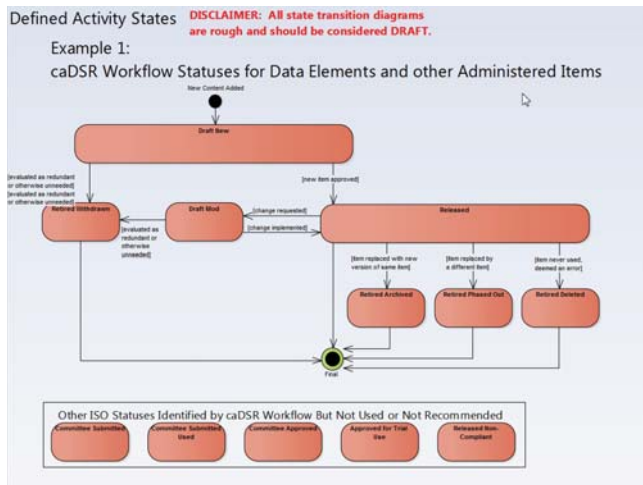 Defined Activity States
DISCLAIMER: All state transition diagrams
are rough and should be considered DRAFT.
Example 1:
caDSR Workflow Statuses for Data Elements and other Administered Items
New Content Added
Draft New
[evaluated as redundant
or otherwise unneeded]
[evaluated as redundant
or otherwise unneeded]
[new item approved]
Retired Withdrawn
Draft Mod
[change requested]
Released
[change implemented]
[evaluated as
redundant or
otherwise
unneeded]
[item replaced with new
version of same item]
[item replaced by
a different item]
[item never used,
deemed an error]
Retired Archived
Retired Phased Out
Retired Deleted
Final
Other ISO Statuses Identified by caDSR Workflow But Not Used or Not Recommended
Committee Submitted
Committee Submitted
Used
Committee Approved
Approved for Trial
Use
Released Non-
Compliant